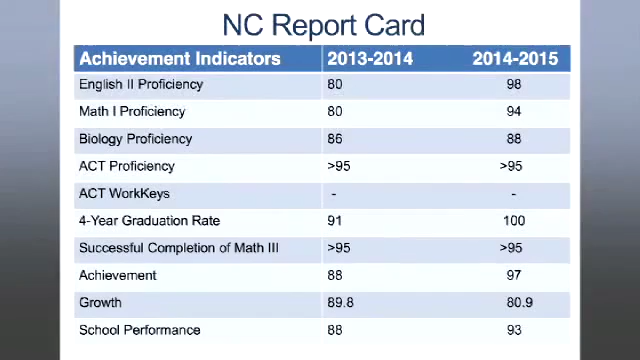 NC Report Card
Achievement Indicators 2013-2014 2014-2015
English II Proficiency 80 98
Math I Proficiency 80 94
Biology Proficiency 86 88
ACT Proficiency >95 >95
ACT WorkKeys - -
4-Year Graduation Rate 91 100
Successful Completion of Math III >95 >95
Achievement 88 97
Growth 89.8 80.9
School Performance 88 93